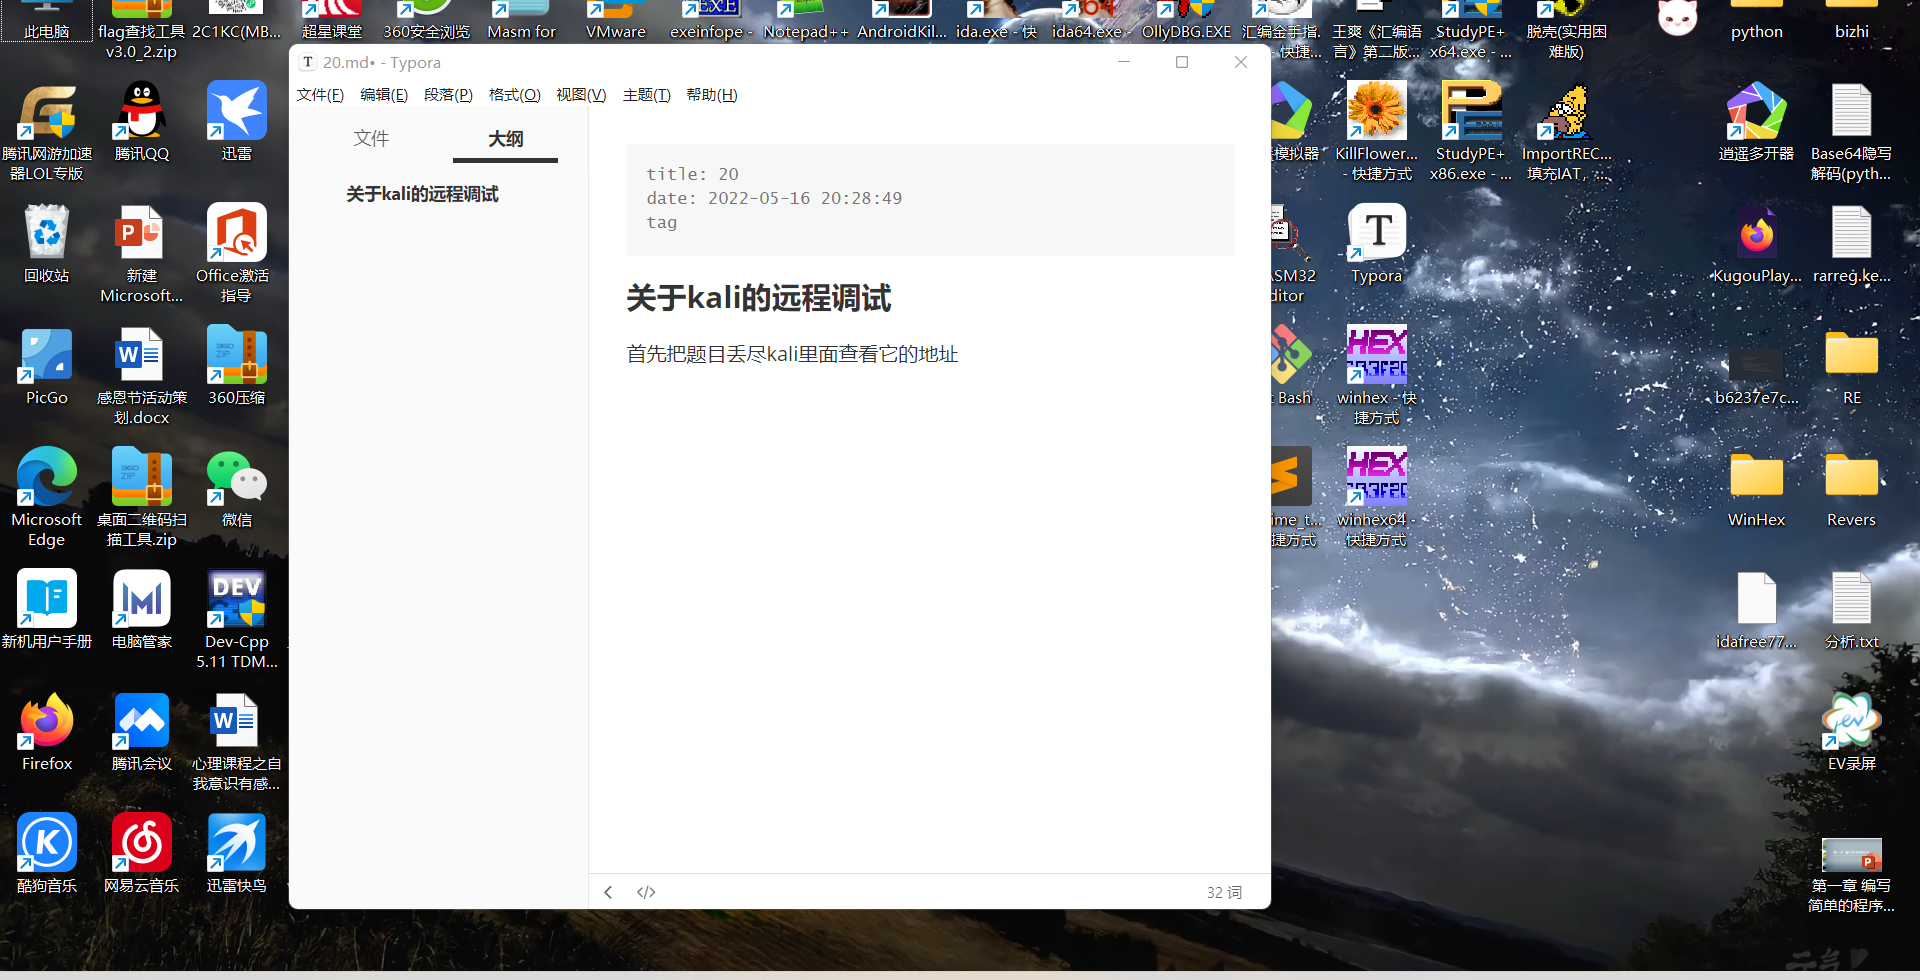 此电脑
flag查找工具
v3.0_2.zip
2C1KC(MB...
超星课堂
360安全浏览
Masm for
VMware
exeinfope -
Notepad++
AndroidKil...
ida.exe - 快
ida64.exe -
OllyDBG.EXE
汇编金手指.
- 快捷...
王爽《汇编语
言》第二版...
StudyPE+
x64.exe - ...
脱壳(实用困
难版)
python
bizhi
T 20.md• - Typora
文件(F) 编辑(E) 段落(P) 格式(O) 视图(V) 主题(T) 帮助(H)
文件 大纲
关于kali的远程调试
title: 20
date: 2022-05-16 20:28:49
tag
关于kali的远程调试
首先把题目丢尽kali里面查看它的地址
</> 32 词
腾讯网游加速
器LOL专版
腾讯QQ
迅雷
模拟器
KillFlower...
- 快捷方式
StudyPE+
x86.exe - ...
ImportREC...
填充IAT, ...
逍遥多开器
Base64隐写
解码(pyth...
回收站
新建
Microsoft...
Office激活
指导
ASM32
ditor
Typora
KugouPlay...
rarreg.ke...
PicGo
感恩节活动策
划.docx
360压缩
t Bash
winhex - 快
捷方式
b6237e7c...
RE
Microsoft
Edge
桌面二维码扫
描工具.zip
微信
ime_t...
捷方式
winhex64 -
快捷方式
WinHex
Revers
新机用户手册
电脑管家
DEV
Dev-Cpp
5.11 TDM...
idafree77...
分析.txt
Firefox
腾讯会议
心理课程之自
我意识有感...
EV录屏
酷狗音乐
网易云音乐
迅雷快鸟
第一章 编写
简单的程序...